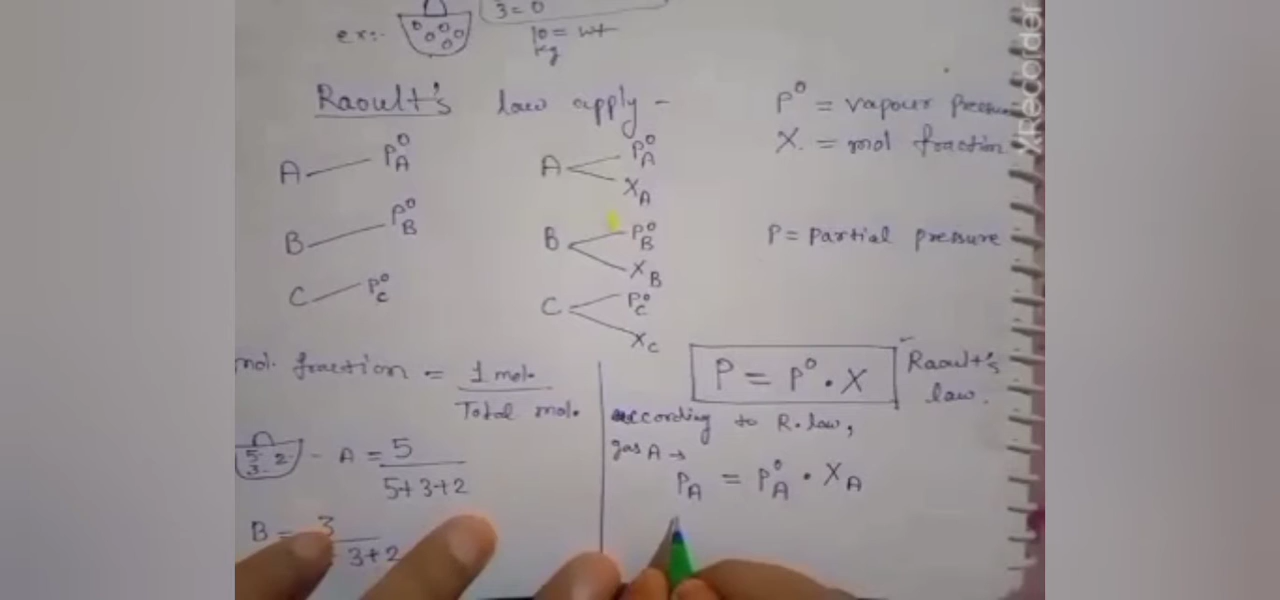 3 = 0
ex:- 10 = wt
kg
Raoult's law apply -
A P°A
B P°B
C P°C
A P°A
XA
B P°B
XB
C P°C
XC
P° = vapour
X. = mol fraction
P = Partial pressure
mol. fraction = 1 mol.
Total mol.
5 2 -
3
A = 5
5+3+2
B = 3
3+2
P = P° . X
Raoult's
law.
according to R. law,
gas A →
PA = P°A . XA
XRecorder